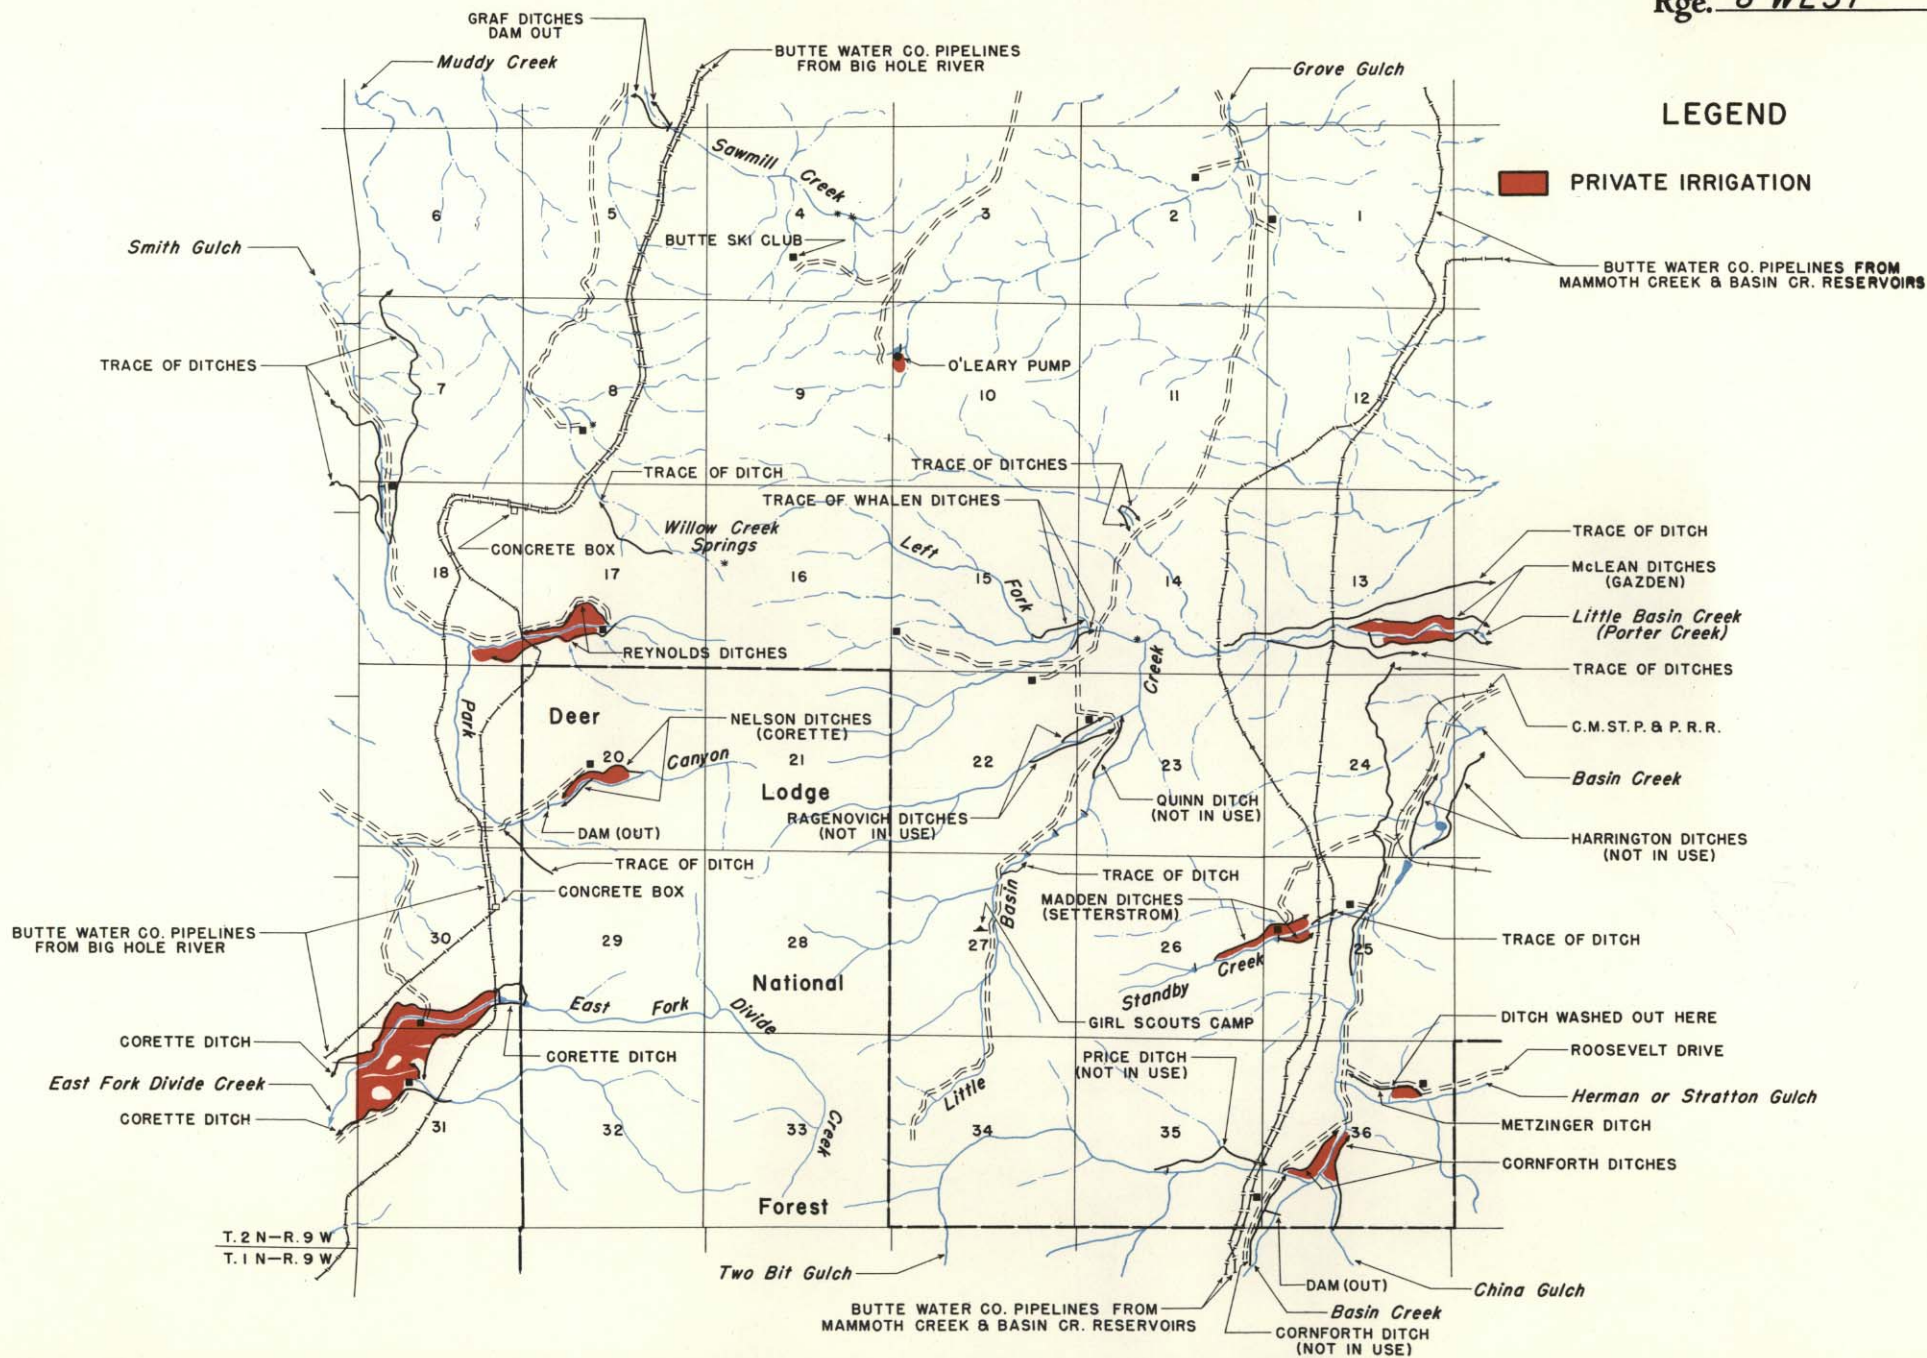 Rge. 8 WEST
GRAF DITCHES
DAM OUT
Muddy Creek
BUTTE WATER CO. PIPELINES
FROM BIG HOLE RIVER
Grove Gulch
LEGEND
PRIVATE IRRIGATION
Sawmill Creek
6
5
4
3
2
1
Smith Gulch
BUTTE SKI CLUB
BUTTE WATER CO. PIPELINES FROM
MAMMOTH CREEK & BASIN CR. RESERVOIRS
TRACE OF DITCHES
O'LEARY PUMP
7
8
9
10
11
12
TRACE OF DITCH
TRACE OF DITCHES
TRACE OF WHALEN DITCHES
Willow Creek
Springs
Left Fork
CONCRETE BOX
TRACE OF DITCH
McLEAN DITCHES
(GAZDEN)
18
17
16
15
14
13
Little Basin Creek
(Porter Creek)
REYNOLDS DITCHES
TRACE OF DITCHES
Creek
Park
Deer
NELSON DITCHES
(CORETTE)
C.M.ST.P. & P.R.R.
20
Canyon
21
22
23
24
Basin Creek
Lodge
RAGENOVICH DITCHES
(NOT IN USE)
QUINN DITCH
(NOT IN USE)
DAM (OUT)
HARRINGTON DITCHES
(NOT IN USE)
TRACE OF DITCH
TRACE OF DITCH
CONCRETE BOX
Basin
MADDEN DITCHES
(SETTERSTROM)
BUTTE WATER CO. PIPELINES
FROM BIG HOLE RIVER
30
29
28
27
26
25
TRACE OF DITCH
Creek
National
Standby
East Fork Divide
GIRL SCOUTS CAMP
DITCH WASHED OUT HERE
CORETTE DITCH
CORETTE DITCH
PRICE DITCH
(NOT IN USE)
ROOSEVELT DRIVE
East Fork Divide Creek
Little
Herman or Stratton Gulch
CORETTE DITCH
METZINGER DITCH
31
32
33
Creek
34
35
36
CORNFORTH DITCHES
Forest
T. 2 N—R. 9 W
T. 1 N—R. 9 W
Two Bit Gulch
DAM (OUT)
China Gulch
BUTTE WATER CO. PIPELINES FROM
MAMMOTH CREEK & BASIN CR. RESERVOIRS
Basin Creek
CORNFORTH DITCH
(NOT IN USE)